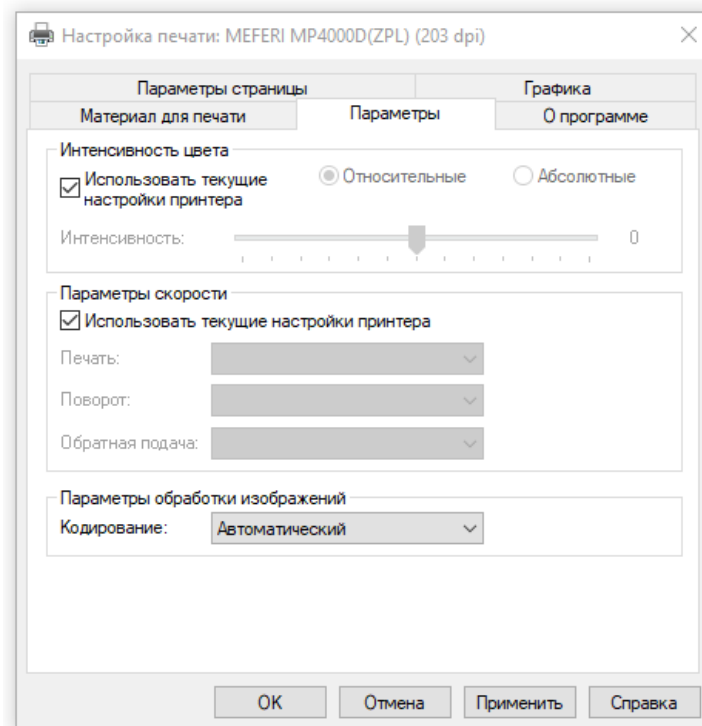 Настройка печати: MEFERI MP4000D(ZPL) (203 dpi)
Параметры страницы Графика
Материал для печати Параметры О программе
Интенсивность цвета
Использовать текущие настройки принтера
Относительные Абсолютные
Интенсивность: 0
Параметры скорости
Использовать текущие настройки принтера
Печать:
Поворот:
Обратная подача:
Параметры обработки изображений
Кодирование: Автоматический
OK Отмена Применить Справка